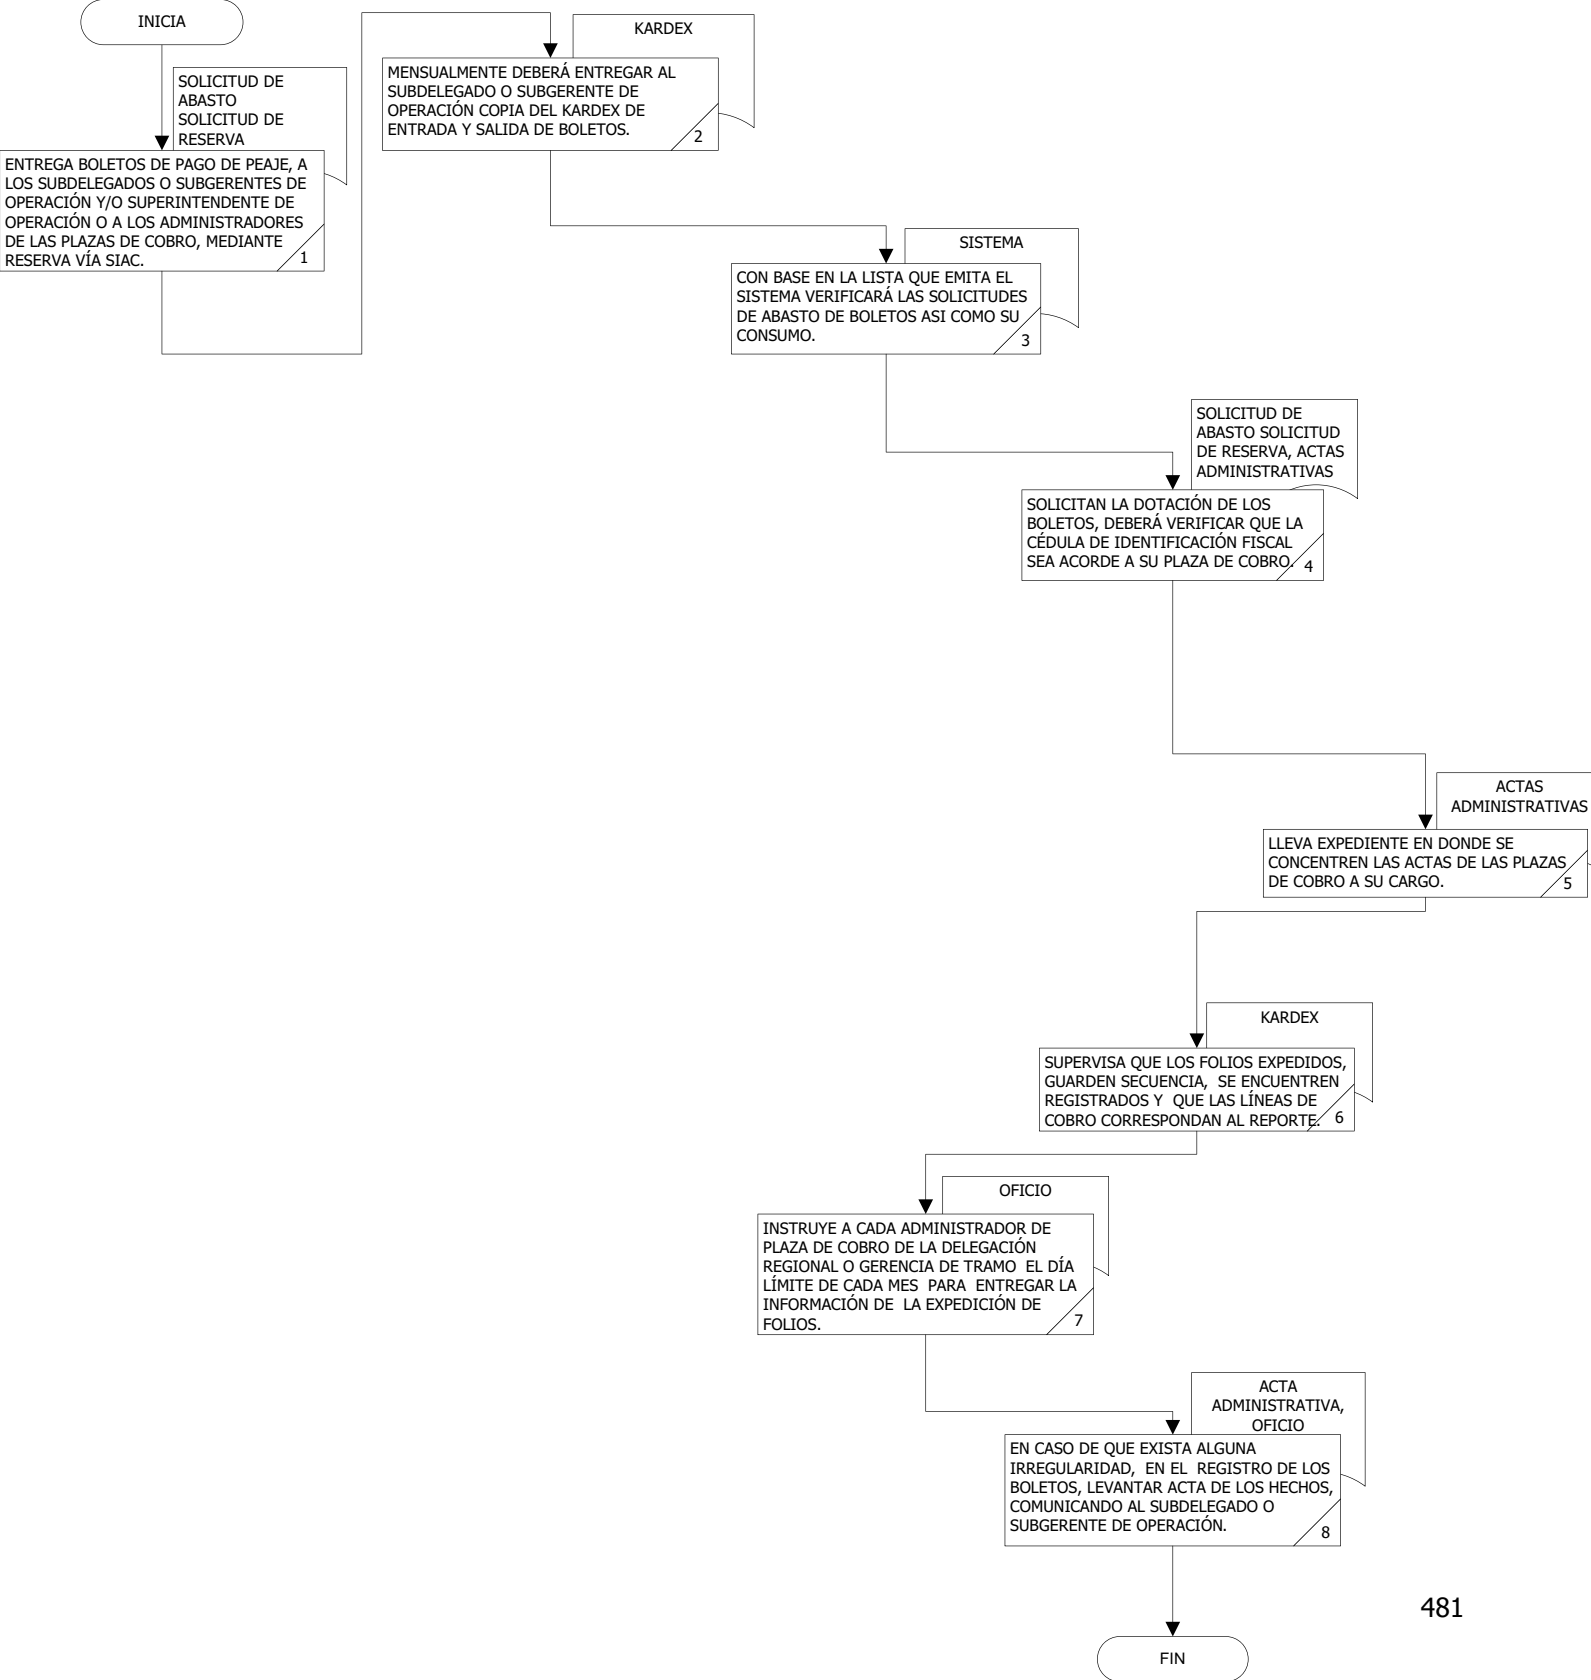 INICIA
SOLICITUD DE
ABASTO
SOLICITUD DE
RESERVA
ENTREGA BOLETOS DE PAGO DE PEAJE, A
LOS SUBDELEGADOS O SUBGERENTES DE
OPERACIÓN Y/O SUPERINTENDENTE DE
OPERACIÓN O A LOS ADMINISTRADORES
DE LAS PLAZAS DE COBRO, MEDIANTE
RESERVA VÍA SIAC.
1
KARDEX
MENSUALMENTE DEBERÁ ENTREGAR AL
SUBDELEGADO O SUBGERENTE DE
OPERACIÓN COPIA DEL KARDEX DE
ENTRADA Y SALIDA DE BOLETOS.
2
SISTEMA
CON BASE EN LA LISTA QUE EMITA EL
SISTEMA VERIFICARÁ LAS SOLICITUDES
DE ABASTO DE BOLETOS ASI COMO SU
CONSUMO.
3
SOLICITUD DE
ABASTO SOLICITUD
DE RESERVA, ACTAS
ADMINISTRATIVAS
SOLICITAN LA DOTACIÓN DE LOS
BOLETOS, DEBERÁ VERIFICAR QUE LA
CÉDULA DE IDENTIFICACIÓN FISCAL
SEA ACORDE A SU PLAZA DE COBRO.
4
ACTAS
ADMINISTRATIVAS
LLEVA EXPEDIENTE EN DONDE SE
CONCENTREN LAS ACTAS DE LAS PLAZAS
DE COBRO A SU CARGO.
5
KARDEX
SUPERVISA QUE LOS FOLIOS EXPEDIDOS,
GUARDEN SECUENCIA, SE ENCUENTREN
REGISTRADOS Y QUE LAS LÍNEAS DE
COBRO CORRESPONDAN AL REPORTE.
6
OFICIO
INSTRUYE A CADA ADMINISTRADOR DE
PLAZA DE COBRO DE LA DELEGACIÓN
REGIONAL O GERENCIA DE TRAMO EL DÍA
LÍMITE DE CADA MES PARA ENTREGAR LA
INFORMACIÓN DE LA EXPEDICIÓN DE
FOLIOS.
7
ACTA
ADMINISTRATIVA,
OFICIO
EN CASO DE QUE EXISTA ALGUNA
IRREGULARIDAD, EN EL REGISTRO DE LOS
BOLETOS, LEVANTAR ACTA DE LOS HECHOS,
COMUNICANDO AL SUBDELEGADO O
SUBGERENTE DE OPERACIÓN.
8
481
FIN